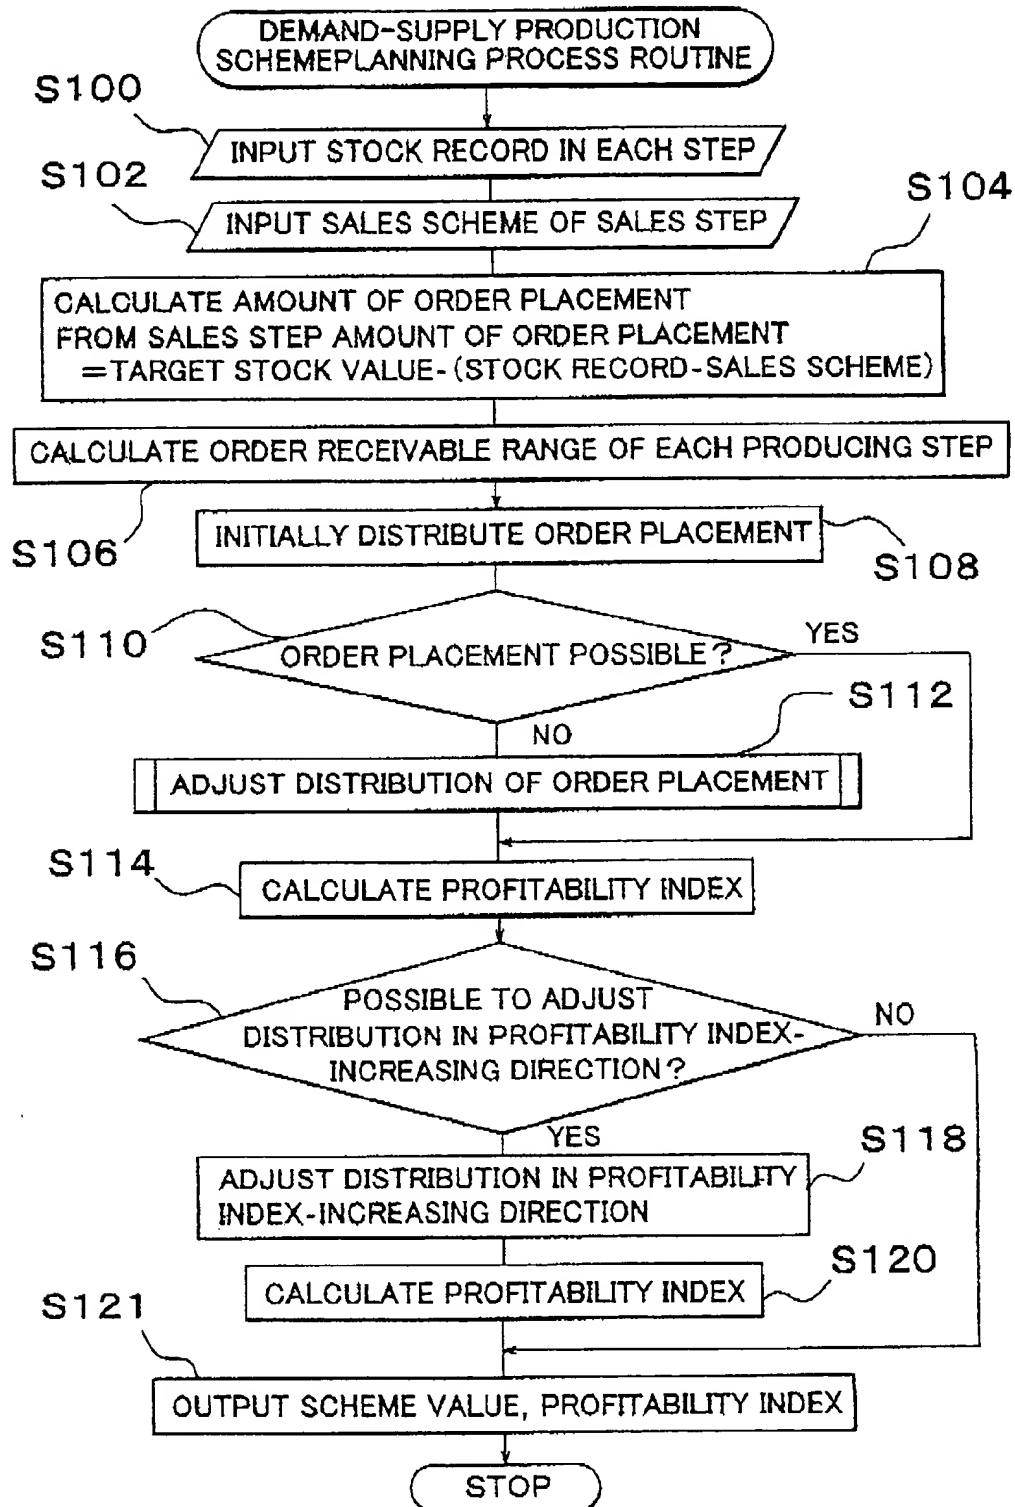 DEMAND-SUPPLY PRODUCTION
SCHEMEPLANNING PROCESS ROUTINE
S100
INPUT STOCK RECORD IN EACH STEP
S102
INPUT SALES SCHEME OF SALES STEP
S104
CALCULATE AMOUNT OF ORDER PLACEMENT
FROM SALES STEP AMOUNT OF ORDER PLACEMENT
=TARGET STOCK VALUE-(STOCK RECORD-SALES SCHEME)
CALCULATE ORDER RECEIVABLE RANGE OF EACH PRODUCING STEP
S106
INITIALLY DISTRIBUTE ORDER PLACEMENT
S108
S110
ORDER PLACEMENT POSSIBLE?
YES
S112
NO
ADJUST DISTRIBUTION OF ORDER PLACEMENT
S114
CALCULATE PROFITABILITY INDEX
S116
POSSIBLE TO ADJUST
DISTRIBUTION IN PROFITABILITY INDEX-
INCREASING DIRECTION?
NO
YES
S118
ADJUST DISTRIBUTION IN PROFITABILITY
INDEX-INCREASING DIRECTION
S120
CALCULATE PROFITABILITY INDEX
S121
OUTPUT SCHEME VALUE, PROFITABILITY INDEX
STOP